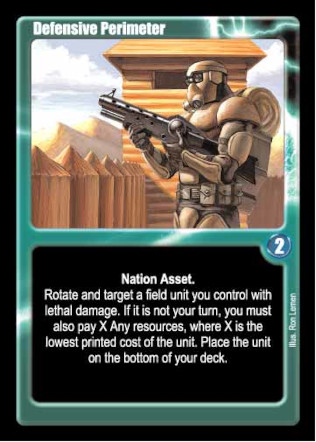 Defensive Perimeter
2
Nation Asset.
Rotate and target a field unit you control with
lethal damage. If it is not your turn, you must
also pay X Any resources, where X is the
lowest printed cost of the unit. Place the unit
on the bottom of your deck.
Illus. Ron Lemen